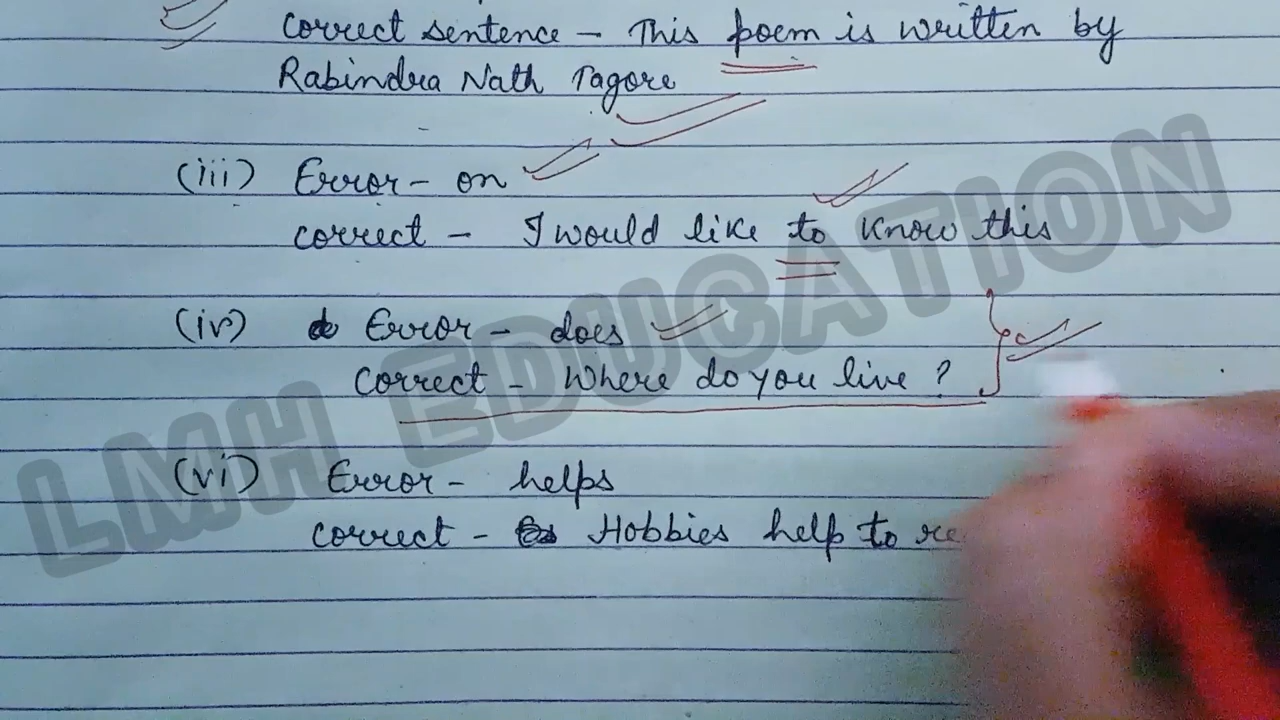 correct sentence - This poem is written by
Rabindra Nath Tagore
(iii) Error - on
correct - I would like to know this
(iv) Error - does
correct - Where do you live ?
(vi) Error - helps
correct - Hobbies help to re
LMH EDUCATION